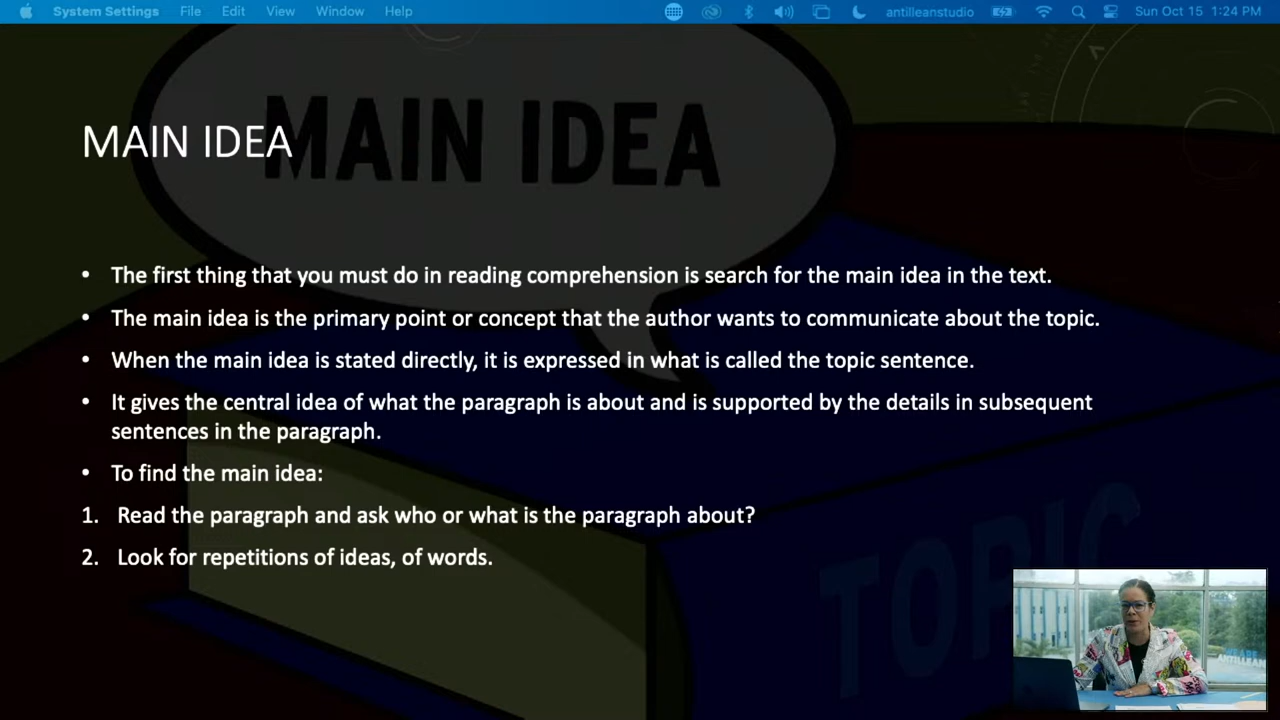 System Settings File Edit View Window Help antilleanstudio Sun Oct 15 1:24 PM
MAIN IDEA
MAIN IDEA
• The first thing that you must do in reading comprehension is search for the main idea in the text.
• The main idea is the primary point or concept that the author wants to communicate about the topic.
• When the main idea is stated directly, it is expressed in what is called the topic sentence.
• It gives the central idea of what the paragraph is about and is supported by the details in subsequent
sentences in the paragraph.
• To find the main idea:
1. Read the paragraph and ask who or what is the paragraph about?
2. Look for repetitions of ideas, of words.
TOPIC
WE ARE
ANTILLEAN